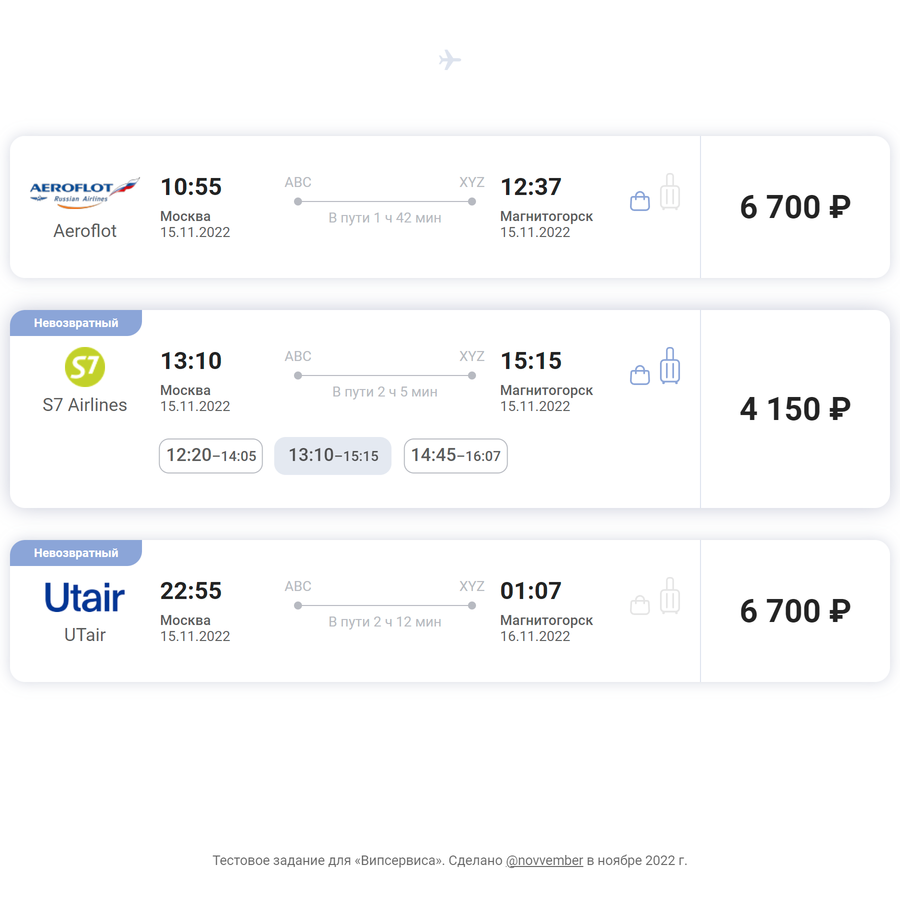 AEROFLOT
Russian Airlines
Aeroflot
10:55
Москва
15.11.2022
ABC XYZ
В пути 1 ч 42 мин
12:37
Магнитогорск
15.11.2022
6 700 ₽
Невозвратный
S7
S7 Airlines
13:10
Москва
15.11.2022
ABC XYZ
В пути 2 ч 5 мин
15:15
Магнитогорск
15.11.2022
12:20–14:05 13:10–15:15 14:45–16:07
4 150 ₽
Невозвратный
Utair
UTair
22:55
Москва
15.11.2022
ABC XYZ
В пути 2 ч 12 мин
01:07
Магнитогорск
16.11.2022
6 700 ₽
Тестовое задание для «Випсервиса». Сделано @novvember в ноябре 2022 г.